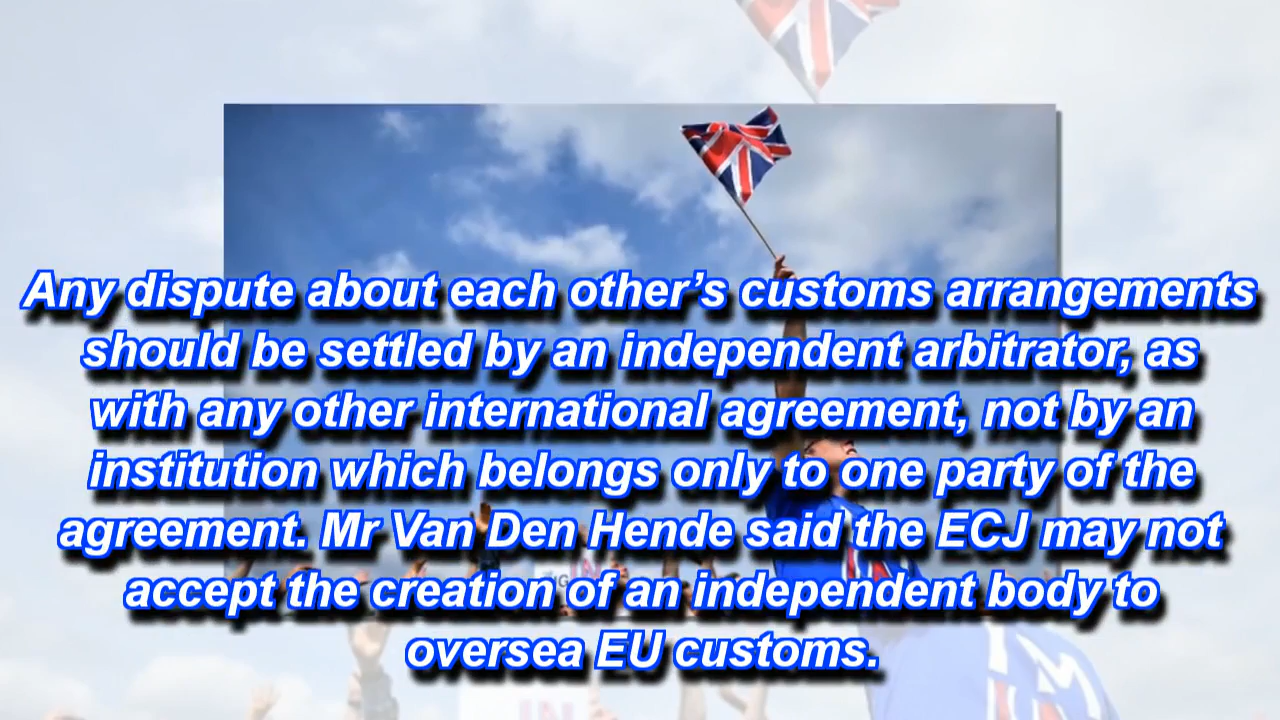 Any dispute about each other’s customs arrangements
should be settled by an independent arbitrator, as
with any other international agreement, not by an
institution which belongs only to one party of the
agreement. Mr Van Den Hende said the ECJ may not
accept the creation of an independent body to
oversea EU customs.
IN